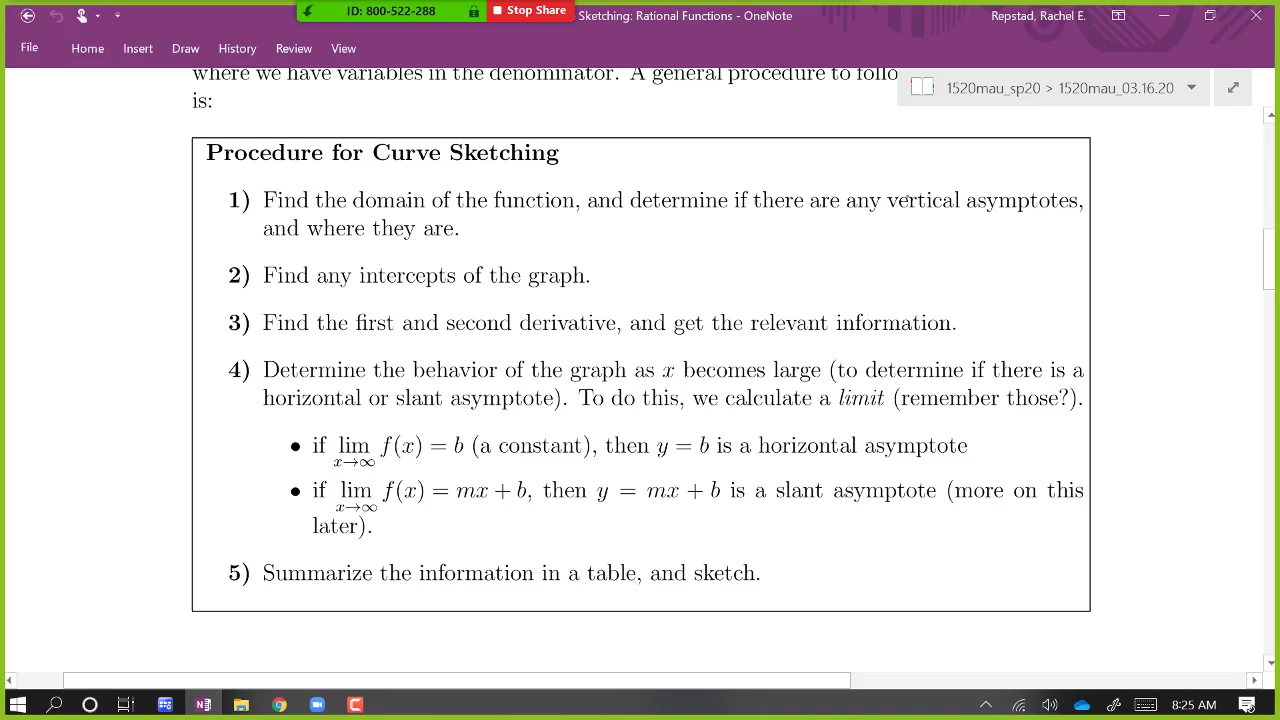 ID: 800-522-288
Stop Share
Sketching: Rational Functions - OneNote
Repstad, Rachel E.
File
Home
Insert
Draw
History
Review
View
where we have variables in the denominator. A general procedure to follo
1520mau_sp20 > 1520mau_03.16.20
is:
Procedure for Curve Sketching
1) Find the domain of the function, and determine if there are any vertical asymptotes,
and where they are.
2) Find any intercepts of the graph.
3) Find the first and second derivative, and get the relevant information.
4) Determine the behavior of the graph as x becomes large (to determine if there is a
horizontal or slant asymptote). To do this, we calculate a limit (remember those?).
• if lim x→∞ f(x) = b (a constant), then y = b is a horizontal asymptote
• if lim x→∞ f(x) = mx + b, then y = mx + b is a slant asymptote (more on this
later).
5) Summarize the information in a table, and sketch.
8:25 AM